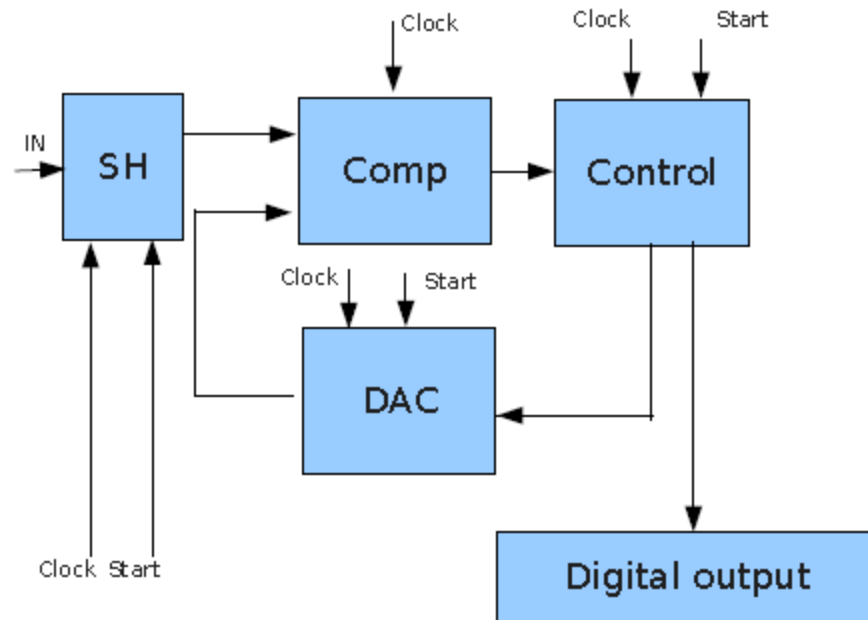 Clock
Clock
Start
IN
SH
Comp
Control
Clock
Start
DAC
Clock Start
Digital output